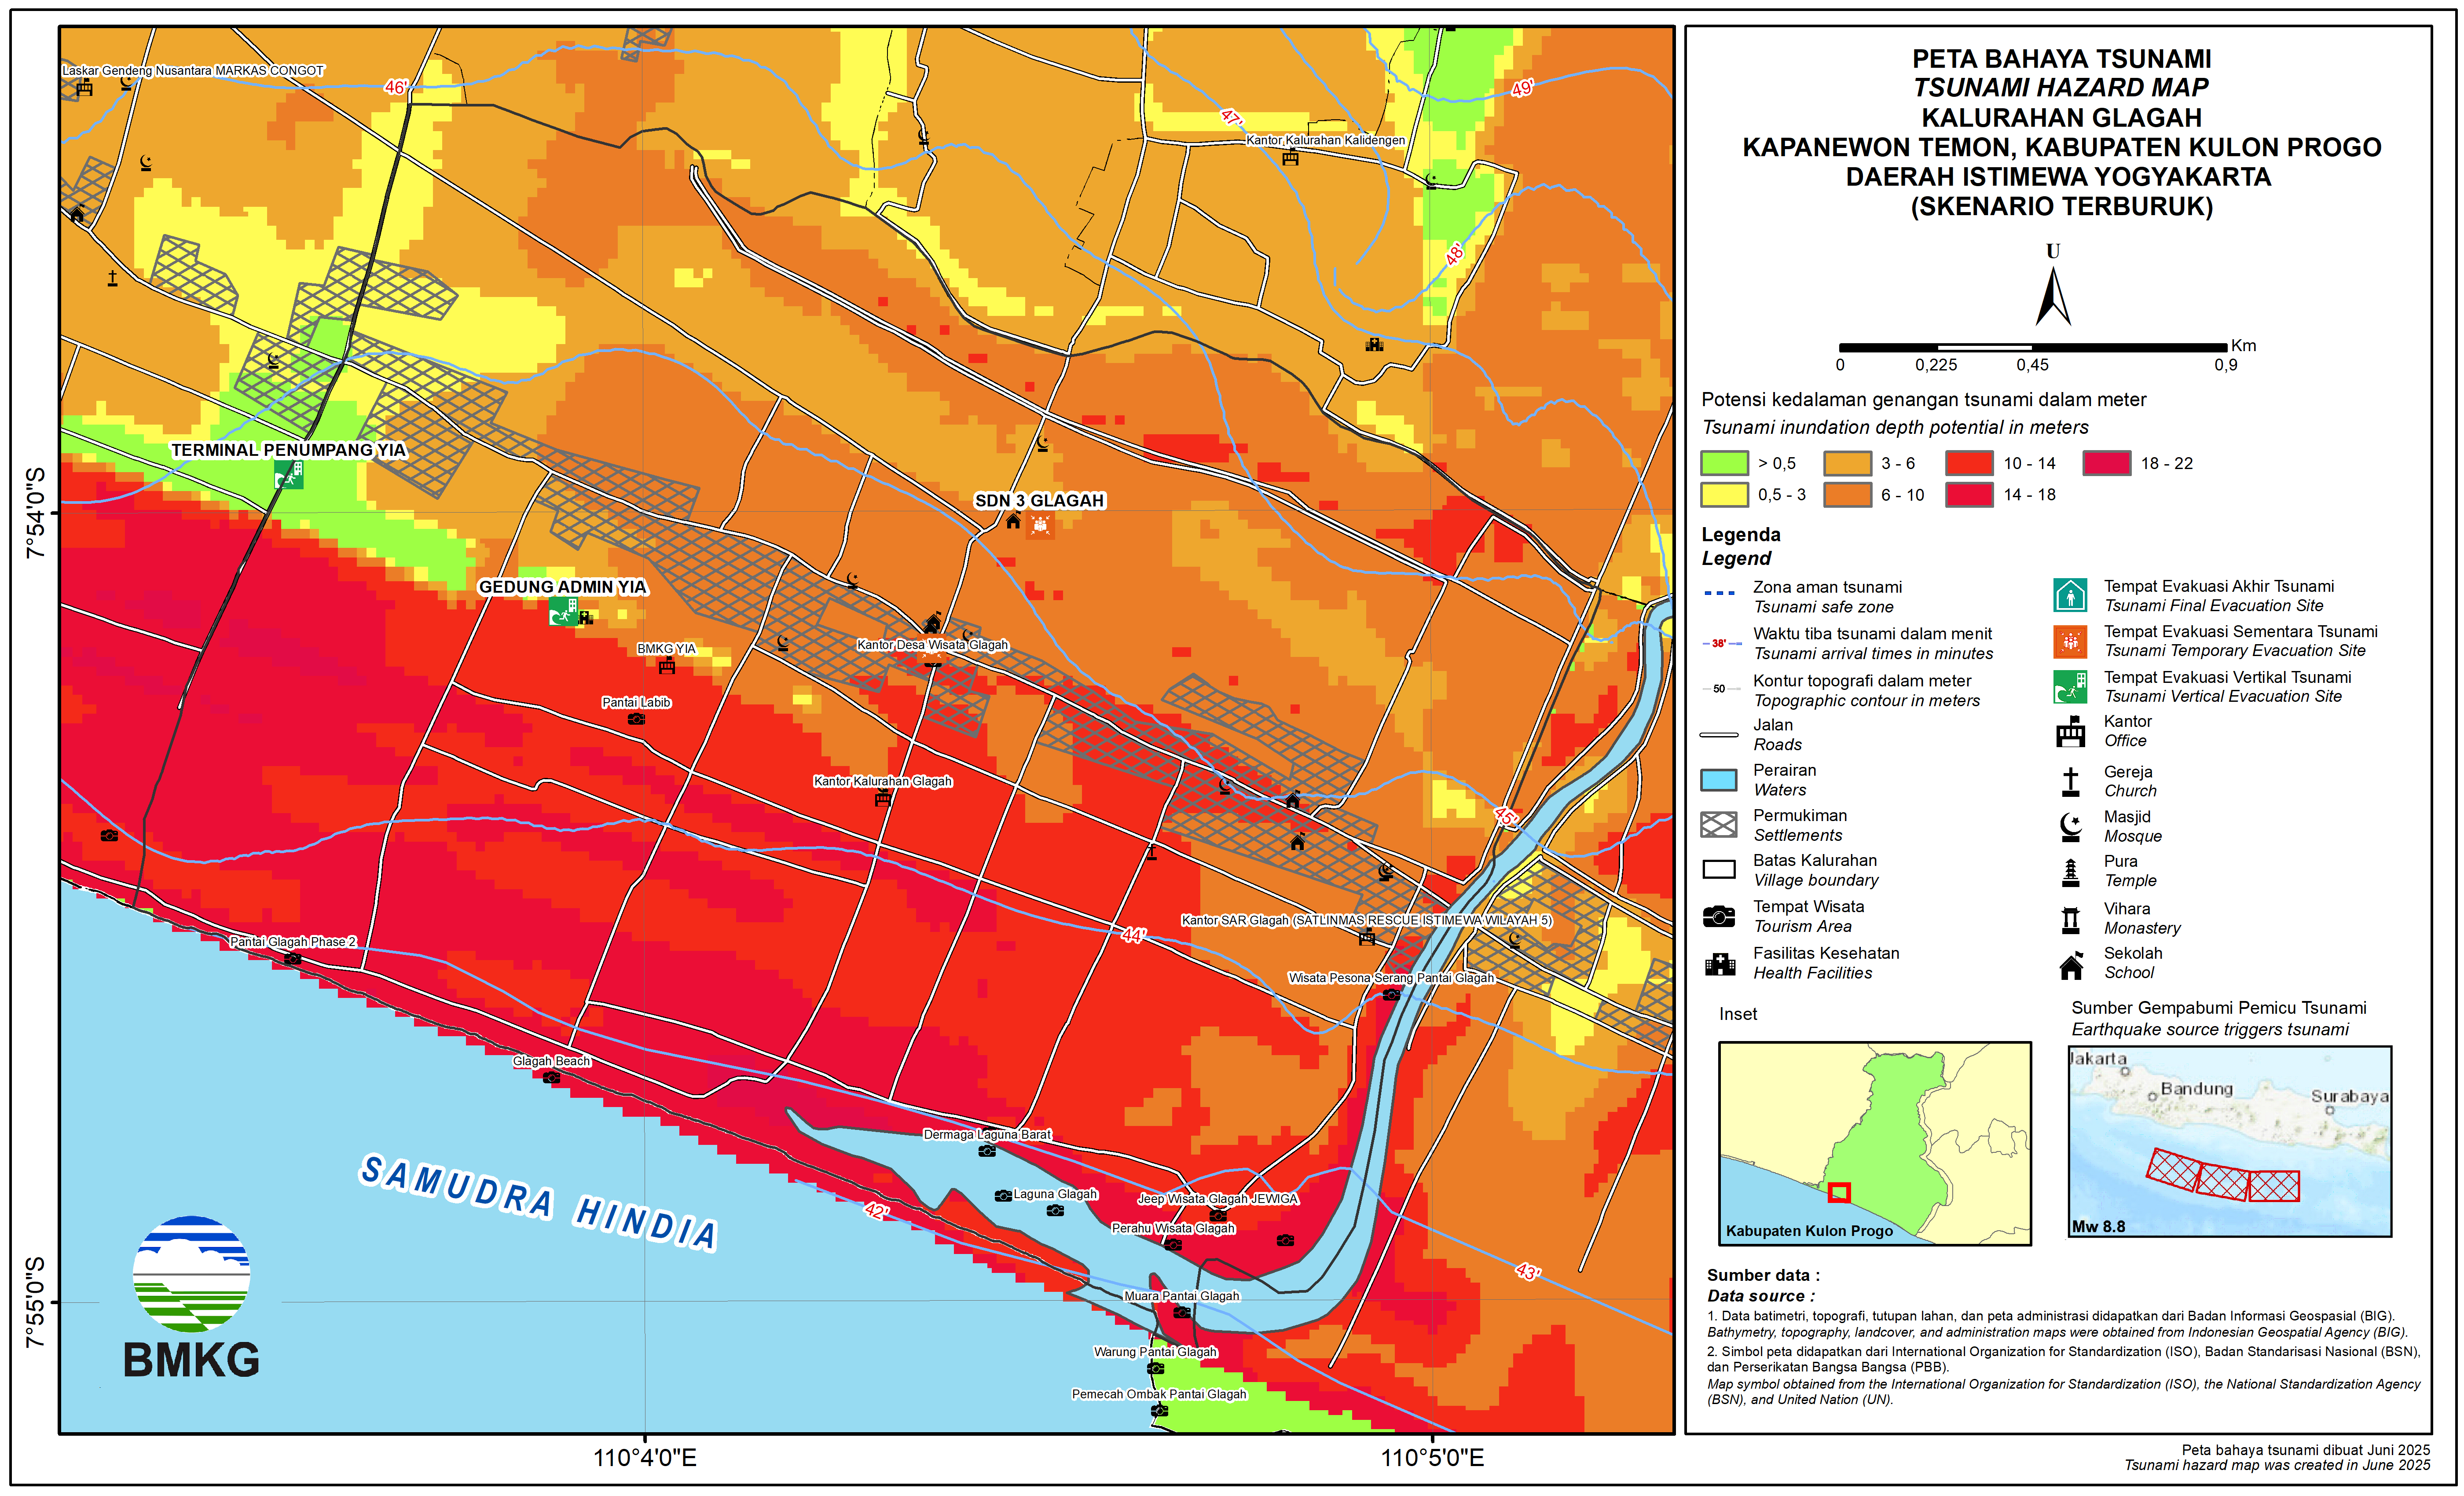 Laskar Gendeng Nusantara MARKAS CONGOT
46'
47'
49'
Kantor Kalurahan Kalidengen
48'
TERMINAL PENUMPANG YIA
SDN 3 GLAGAH
GEDUNG ADMIN YIA
BMKG YIA
Kantor Desa Wisata Glagah
Pantai Labib
Kantor Kalurahan Glagah
45'
Kantor SAR Glagah (SATLINMAS RESCUE ISTIMEWA WILAYAH 5)
44'
Pantai Glagah Phase 2
Wisata Pesona Serang Pantai Glagah
Glagah Beach
Dermaga Laguna Barat
Laguna Glagah
Jeep Wisata Glagah JEWIGA
42'
Perahu Wisata Glagah
SAMUDRA HINDIA
43'
Muara Pantai Glagah
Warung Pantai Glagah
Pemecah Ombak Pantai Glagah
BMKG
7°54'0"S
7°55'0"S
110°4'0"E
110°5'0"E
PETA BAHAYA TSUNAMI
TSUNAMI HAZARD MAP
KALURAHAN GLAGAH
KAPANEWON TEMON, KABUPATEN KULON PROGO
DAERAH ISTIMEWA YOGYAKARTA
(SKENARIO TERBURUK)
U
Km
0 0,225 0,45 0,9
Potensi kedalaman genangan tsunami dalam meter
Tsunami inundation depth potential in meters
> 0,5 3 - 6 10 - 14 18 - 22
0,5 - 3 6 - 10 14 - 18
Legenda
Legend
Zona aman tsunami
Tsunami safe zone
38' Waktu tiba tsunami dalam menit
Tsunami arrival times in minutes
50 Kontur topografi dalam meter
Topographic contour in meters
Jalan
Roads
Perairan
Waters
Permukiman
Settlements
Batas Kalurahan
Village boundary
Tempat Wisata
Tourism Area
Fasilitas Kesehatan
Health Facilities
Tempat Evakuasi Akhir Tsunami
Tsunami Final Evacuation Site
Tempat Evakuasi Sementara Tsunami
Tsunami Temporary Evacuation Site
Tempat Evakuasi Vertikal Tsunami
Tsunami Vertical Evacuation Site
Kantor
Office
Gereja
Church
Masjid
Mosque
Pura
Temple
Vihara
Monastery
Sekolah
School
Inset
Kabupaten Kulon Progo
Sumber Gempabumi Pemicu Tsunami
Earthquake source triggers tsunami
Jakarta
Bandung
Surabaya
Mw 8.8
Sumber data :
Data source :
1. Data batimetri, topografi, tutupan lahan, dan peta administrasi didapatkan dari Badan Informasi Geospasial (BIG).
Bathymetry, topography, landcover, and administration maps were obtained from Indonesian Geospatial Agency (BIG).
2. Simbol peta didapatkan dari International Organization for Standardization (ISO), Badan Standarisasi Nasional (BSN),
dan Perserikatan Bangsa Bangsa (PBB).
Map symbol obtained from the International Organization for Standardization (ISO), the National Standardization Agency
(BSN), and United Nation (UN).
Peta bahaya tsunami dibuat Juni 2025
Tsunami hazard map was created in June 2025